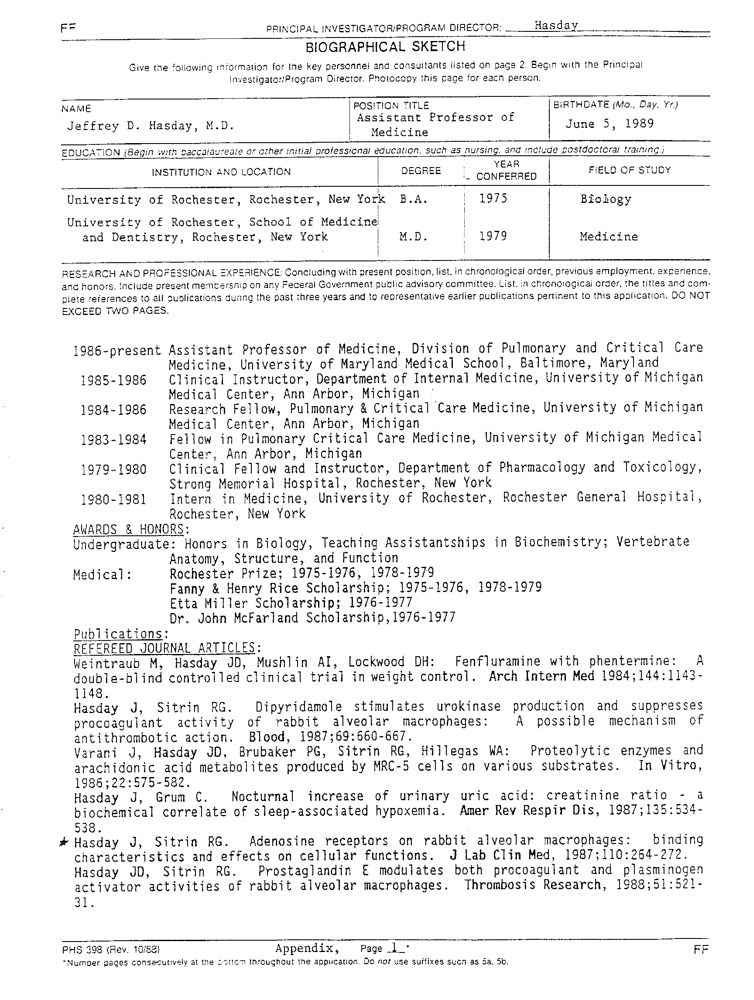 FF
PRINCIPAL INVESTIGATOR/PROGRAM DIRECTOR: Hasday
BIOGRAPHICAL SKETCH
Give the following information for the key personnel and consultants listed on page 2. Begin with the Principal
Investigator/Program Director. Photocopy this page for each person.
NAME
POSITION TITLE
BIRTHDATE (Mo., Day, Yr.)
Jeffrey D. Hasday, M.D.
Assistant Professor of
Medicine
June 5, 1989
EDUCATION (Begin with baccalaureate or other initial professional education, such as nursing, and include postdoctoral training.)
INSTITUTION AND LOCATION
DEGREE
YEAR
CONFERRED
FIELD OF STUDY
University of Rochester, Rochester, New York B.A. 1975 Biology
University of Rochester, School of Medicine
and Dentistry, Rochester, New York M.D. 1979 Medicine
RESEARCH AND PROFESSIONAL EXPERIENCE: Concluding with present position, list, in chronological order, previous employment, experience,
and honors. Include present membership on any Federal Government public advisory committee. List, in chronological order, the titles and com-
plete references to all publications during the past three years and to representative earlier publications pertinent to this application. DO NOT
EXCEED TWO PAGES.
1986-present Assistant Professor of Medicine, Division of Pulmonary and Critical Care
Medicine, University of Maryland Medical School, Baltimore, Maryland
1985-1986 Clinical Instructor, Department of Internal Medicine, University of Michigan
Medical Center, Ann Arbor, Michigan
1984-1986 Research Fellow, Pulmonary & Critical Care Medicine, University of Michigan
Medical Center, Ann Arbor, Michigan
1983-1984 Fellow in Pulmonary Critical Care Medicine, University of Michigan Medical
Center, Ann Arbor, Michigan
1979-1980 Clinical Fellow and Instructor, Department of Pharmacology and Toxicology,
Strong Memorial Hospital, Rochester, New York
1980-1981 Intern in Medicine, University of Rochester, Rochester General Hospital,
Rochester, New York
AWARDS & HONORS:
Undergraduate: Honors in Biology, Teaching Assistantships in Biochemistry; Vertebrate
Anatomy, Structure, and Function
Medical: Rochester Prize; 1975-1976, 1978-1979
Fanny & Henry Rice Scholarship; 1975-1976, 1978-1979
Etta Miller Scholarship; 1976-1977
Dr. John McFarland Scholarship,1976-1977
Publications:
REFEREED JOURNAL ARTICLES:
Weintraub M, Hasday JD, Mushlin AI, Lockwood DH: Fenfluramine with phentermine: A
double-blind controlled clinical trial in weight control. Arch Intern Med 1984;144:1143-
1148.
Hasday J, Sitrin RG. Dipyridamole stimulates urokinase production and suppresses
procoagulant activity of rabbit alveolar macrophages: A possible mechanism of
antithrombotic action. Blood, 1987;69:660-667.
Varani J, Hasday JD, Brubaker PG, Sitrin RG, Hillegas WA: Proteolytic enzymes and
arachidonic acid metabolites produced by MRC-5 cells on various substrates. In Vitro,
1986;22:575-582.
Hasday J, Grum C. Nocturnal increase of urinary uric acid: creatinine ratio - a
biochemical correlate of sleep-associated hypoxemia. Amer Rev Respir Dis, 1987;135:534-
538.
★ Hasday J, Sitrin RG. Adenosine receptors on rabbit alveolar macrophages: binding
characteristics and effects on cellular functions. J Lab Clin Med, 1987;110:264-272.
Hasday JD, Sitrin RG. Prostaglandin E modulates both procoagulant and plasminogen
activator activities of rabbit alveolar macrophages. Thrombosis Research, 1988;51:521-
31.
PHS 398 (Rev. 10/88) Appendix, Page 1 * FF
*Number pages consecutively at the bottom throughout the application. Do not use suffixes such as 5a, 5b.